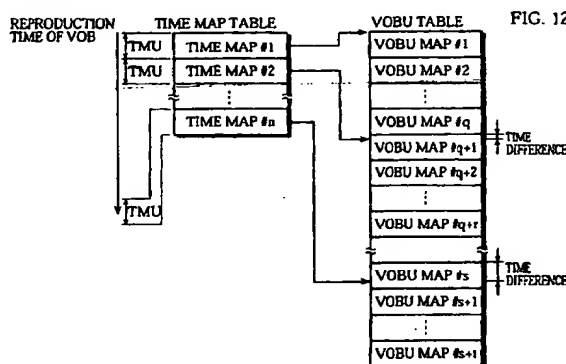 FIG. 12
REPRODUCTION
TIME OF VOB
TIME MAP TABLE
VOBU TABLE
TMU
TIME MAP #1
TMU
TIME MAP #2
TIME MAP #n
TMU
VOBU MAP #1
VOBU MAP #2
VOBU MAP #q
VOBU MAP #q+1
TIME
DIFFERENCE
VOBU MAP #q+2
VOBU MAP #q+r
VOBU MAP #s
TIME
DIFFERENCE
VOBU MAP #s+1